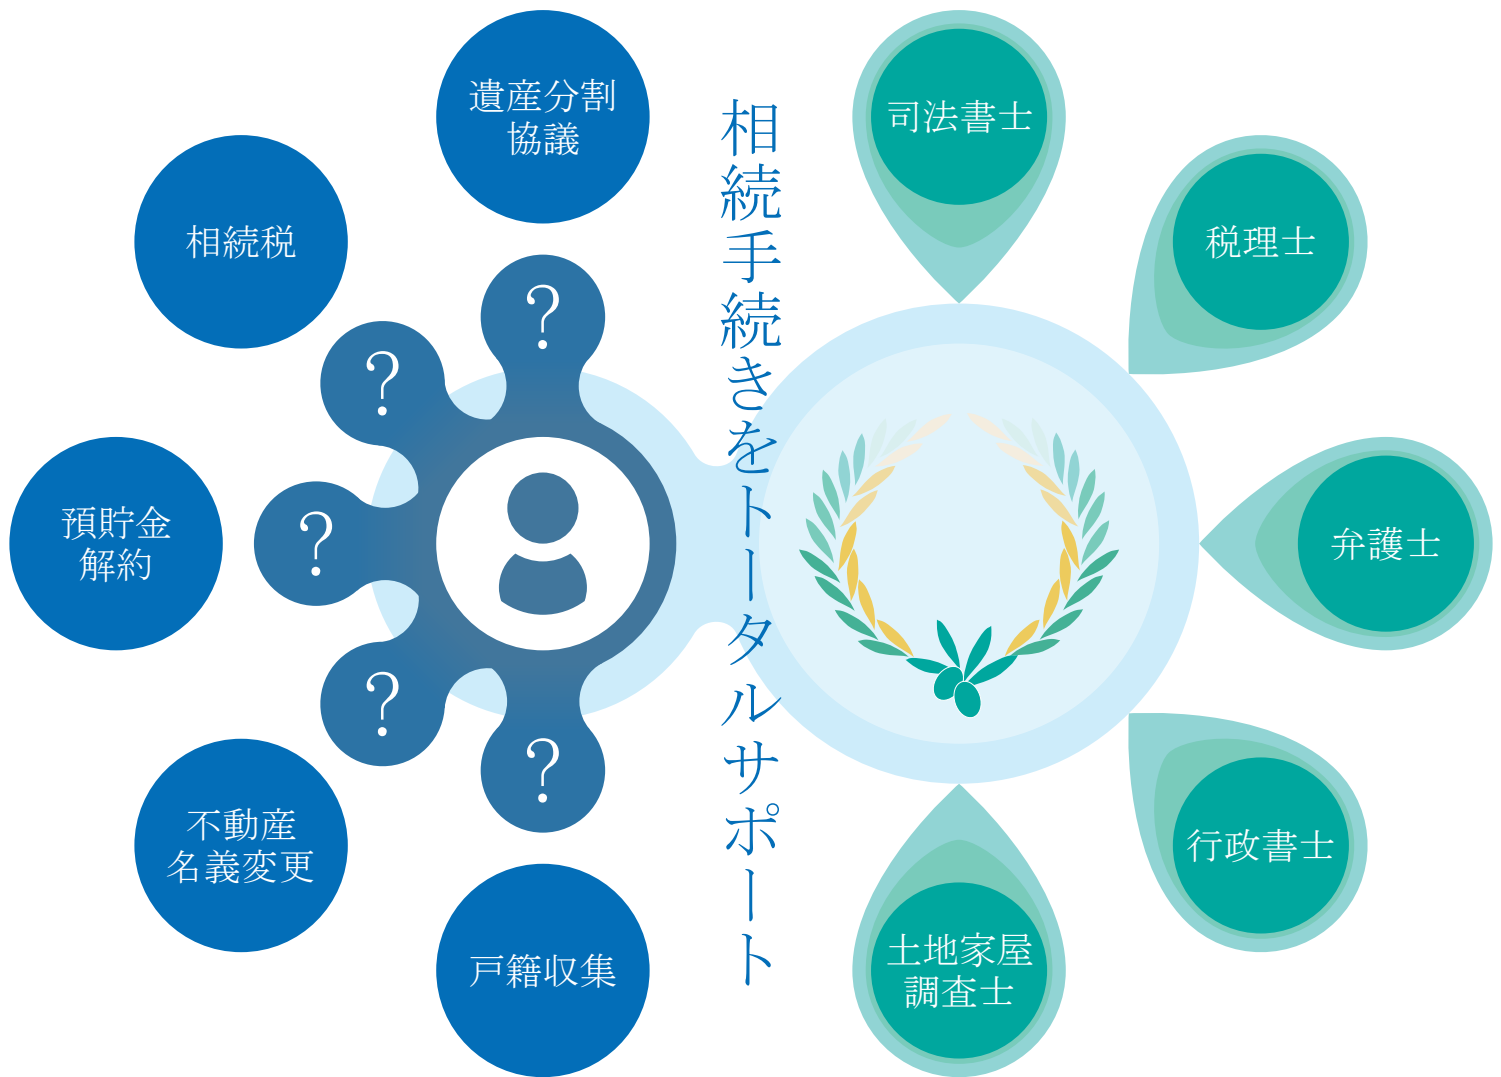 遺産分割
協議
相続税
預貯金
解約
不動産
名義変更
戸籍収集
?
?
?
?
?
相続手続きをトータルサポート
司法書士
税理士
弁護士
行政書士
土地家屋
調査士